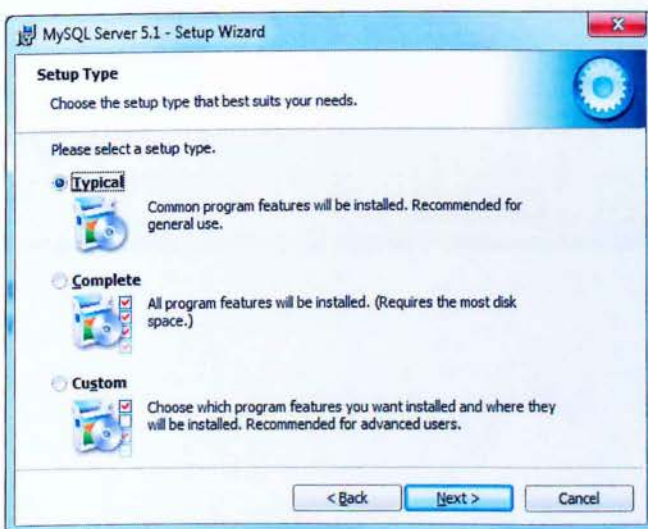 MySQL Server 5.1 - Setup Wizard
Setup Type
Choose the setup type that best suits your needs.
Please select a setup type.
Typical
Common program features will be installed. Recommended for
general use.
Complete
All program features will be installed. (Requires the most disk
space.)
Custom
Choose which program features you want installed and where they
will be installed. Recommended for advanced users.
< Back Next > Cancel